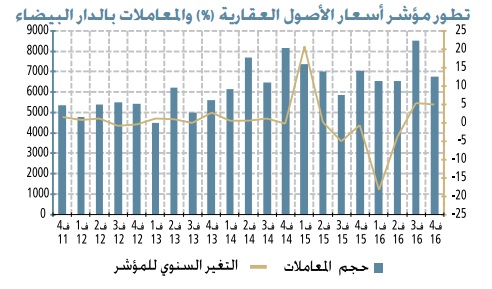 تطور مؤشر أسعار الأصول العقارية (%) والمعاملات بالدار البيضاء
9000 25
8000 20
7000 15
6000 10
5000 5
4000 0
3000 -5
2000 -10
1000 -15
0 -20
-25
ف4 ف1 ف2 ف3 ف4 ف1 ف2 ف3 ف4 ف1 ف2 ف3 ف4 ف1 ف2 ف3 ف4 ف1 ف2 ف3 ف4
11 12 12 12 12 13 13 13 13 14 14 14 14 15 15 15 15 16 16 16 16
حجم المعاملات التغير السنوي للمؤشر